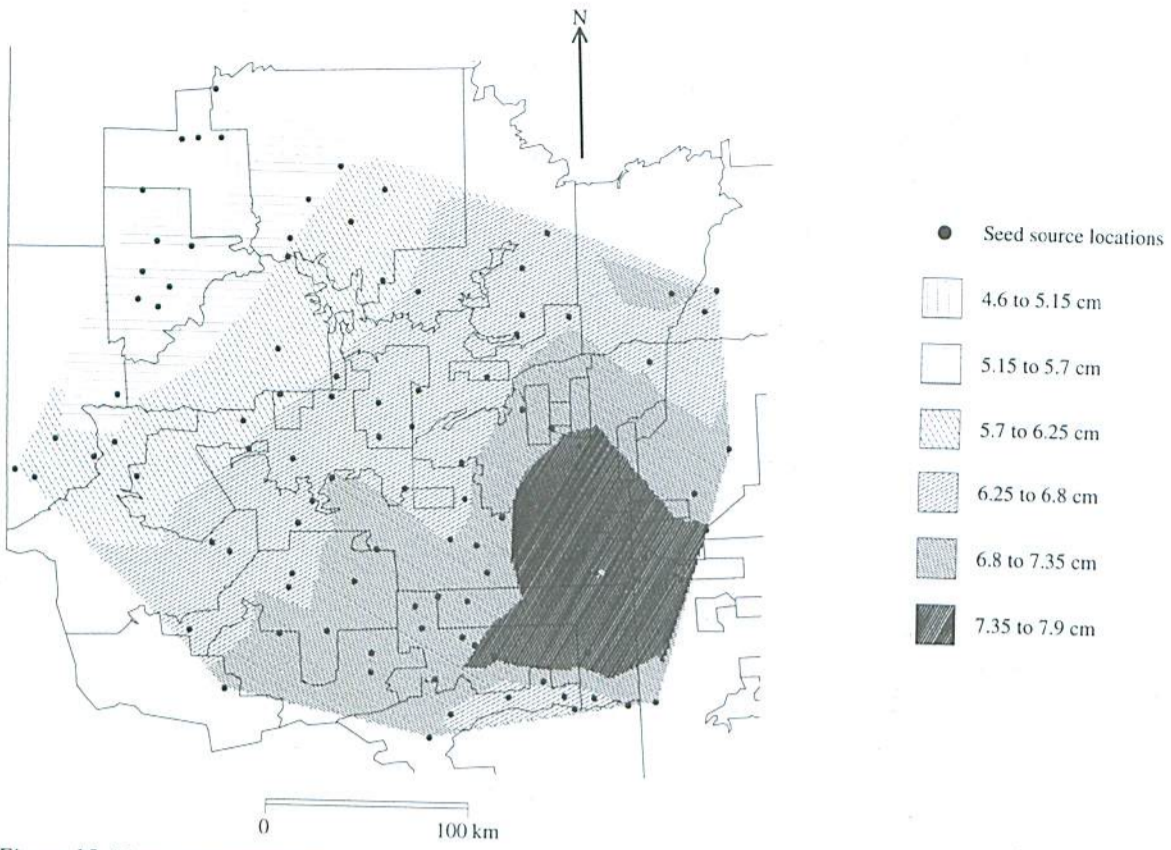 N
Seed source locations
4.6 to 5.15 cm
5.15 to 5.7 cm
5.7 to 6.25 cm
6.25 to 6.8 cm
6.8 to 7.35 cm
7.35 to 7.9 cm
0
100 km